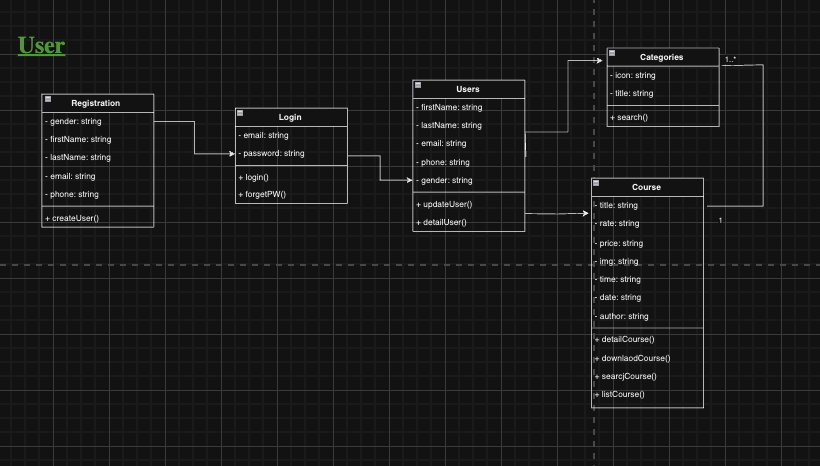 User
Registration
- gender: string
- firstName: string
- lastName: string
- email: string
- phone: string
+ createUser()
Login
- email: string
- password: string
+ login()
+ forgetPW()
Users
- firstName: string
- lastName: string
- email: string
- phone: string
- gender: string
+ updateUser()
+ detailUser()
Categories
- icon: string
- title: string
+ search()
1..*
Course
- title: string
- rate: string
- price: string
- img: string
- time: string
- date: string
- author: string
+ detailCourse()
+ downlaodCourse()
+ searcjCourse()
+ listCourse()
1